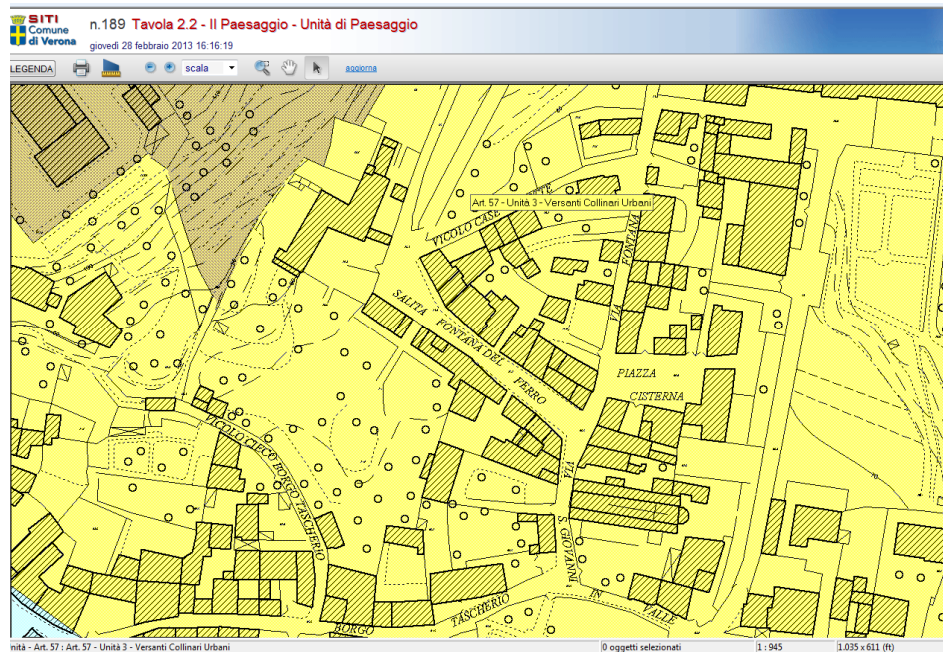 SITI
Comune
di Verona
n.189 Tavola 2.2 - Il Paesaggio - Unità di Paesaggio
giovedì 28 febbraio 2013 16:16:19
LEGENDA
scala
aggiorna
Art. 57 - Unità 3 - Versanti Collinari Urbani
VICOLO CASE
VIA FONTANA
SALITA FONTANA DEL FERRO
PIAZZA
CISTERNA
VICOLO CIECO BORGO TASCHERIO
VIA S. GIOVANNI IN VALLE
BORGO TASCHERIO
nità - Art. 57 : Art. 57 - Unità 3 - Versanti Collinari Urbani
0 oggetti selezionati
1 : 945
1.035 x 611 (ft)